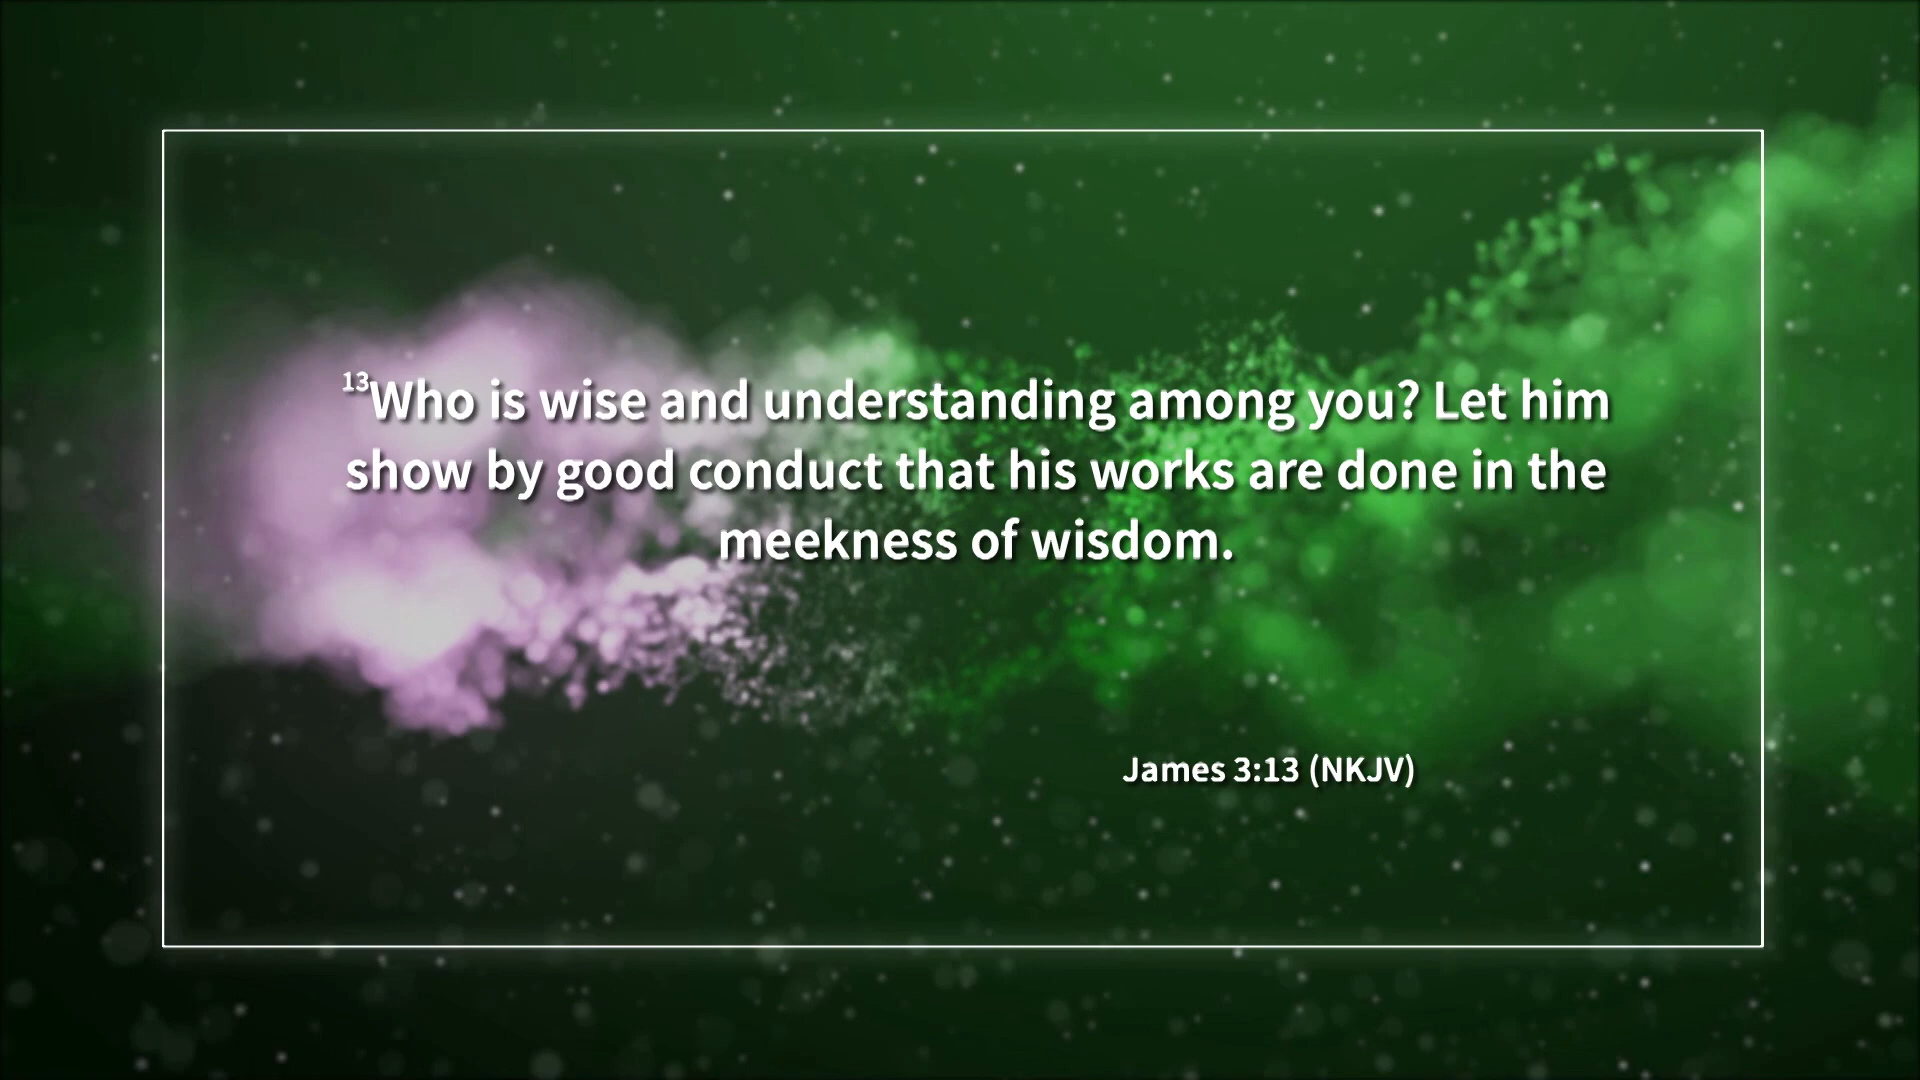 13Who is wise and understanding among you? Let him
show by good conduct that his works are done in the
meekness of wisdom.
James 3:13 (NKJV)